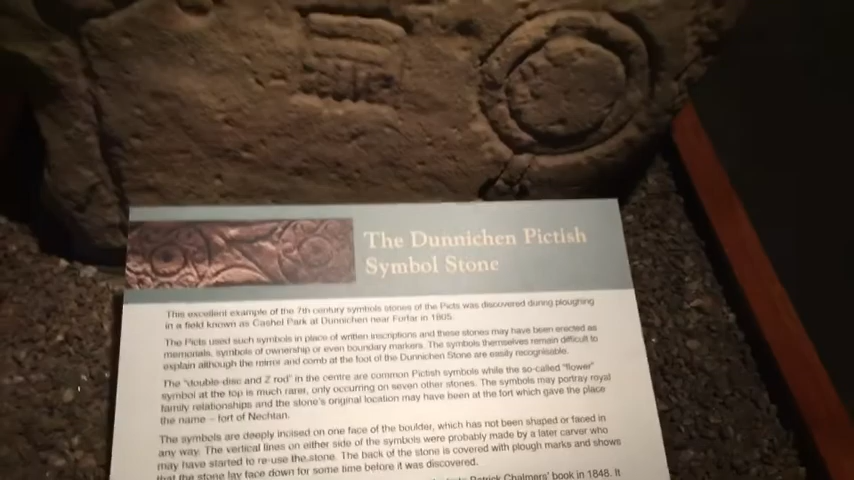 The Dunnichen Pictish
Symbol Stone
This excellent example of the 7th century symbols stones of the Picts was discovered during ploughing
in a field known as Cashel Park at Dunnichen near Forfar in 1805.
The Picts used such symbols in place of written inscriptions and these stones may have been erected as
memorials, symbols of ownership or even boundary markers. The symbols themselves remain difficult to
explain although the mirror and comb at the foot of the Dunnichen Stone are easily recognisable.
The "double-disc and Z rod" in the centre are common Pictish symbols while the so-called "flower"
symbol at the top is much rarer, only occurring on seven other stones. The symbols may portray royal
family relationships and the stone's original location may have been at the fort which gave the place
the name – fort of Nechtan.
The symbols are deeply incised on one face of the boulder, which has not been shaped or faced in
any way. The vertical lines on either side of the symbols were probably made by a later carver who
may have started to re-use the stone. The back of the stone is covered with plough marks and shows
that the stone lay face down for some time before it was discovered.
Patrick Chalmers' book in 1848. It